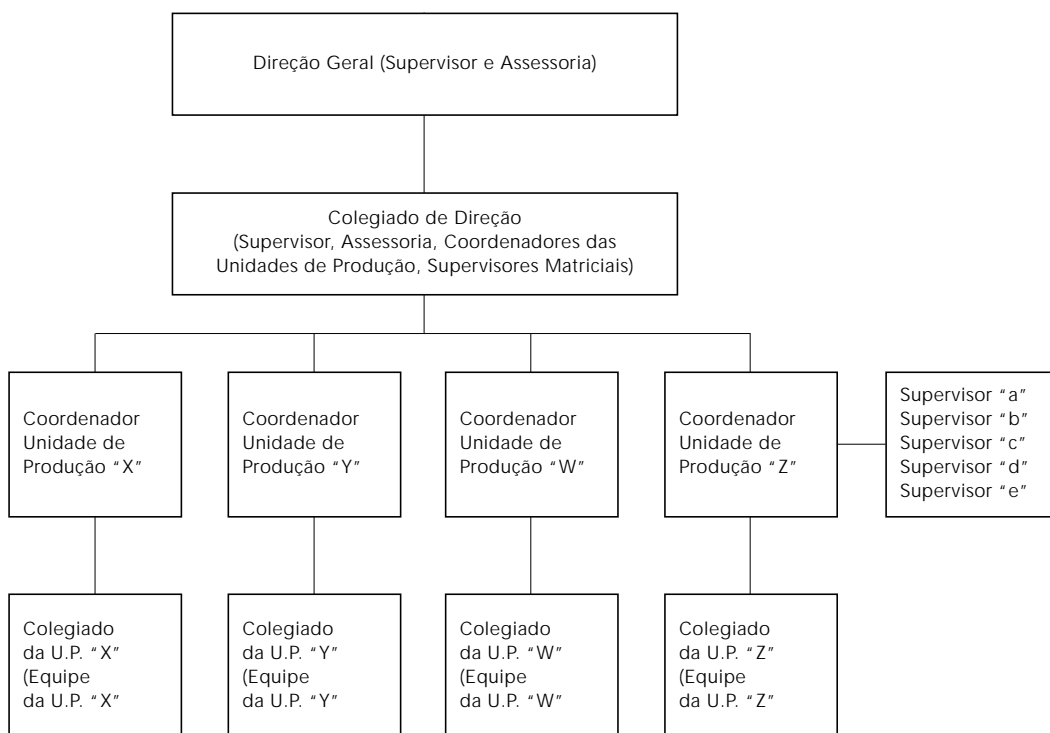 Direção Geral (Supervisor e Assessoria)
Colegiado de Direção
(Supervisor, Assessoria, Coordenadores das
Unidades de Produção, Supervisores Matriciais)
Coordenador
Unidade de
Produção “X”
Coordenador
Unidade de
Produção “Y”
Coordenador
Unidade de
Produção “W”
Coordenador
Unidade de
Produção “Z”
Supervisor “a”
Supervisor “b”
Supervisor “c”
Supervisor “d”
Supervisor “e”
Colegiado
da U.P. “X”
(Equipe
da U.P. “X”
Colegiado
da U.P. “Y”
(Equipe
da U.P. “Y”
Colegiado
da U.P. “W”
(Equipe
da U.P. “W”
Colegiado
da U.P. “Z”
(Equipe
da U.P. “Z”